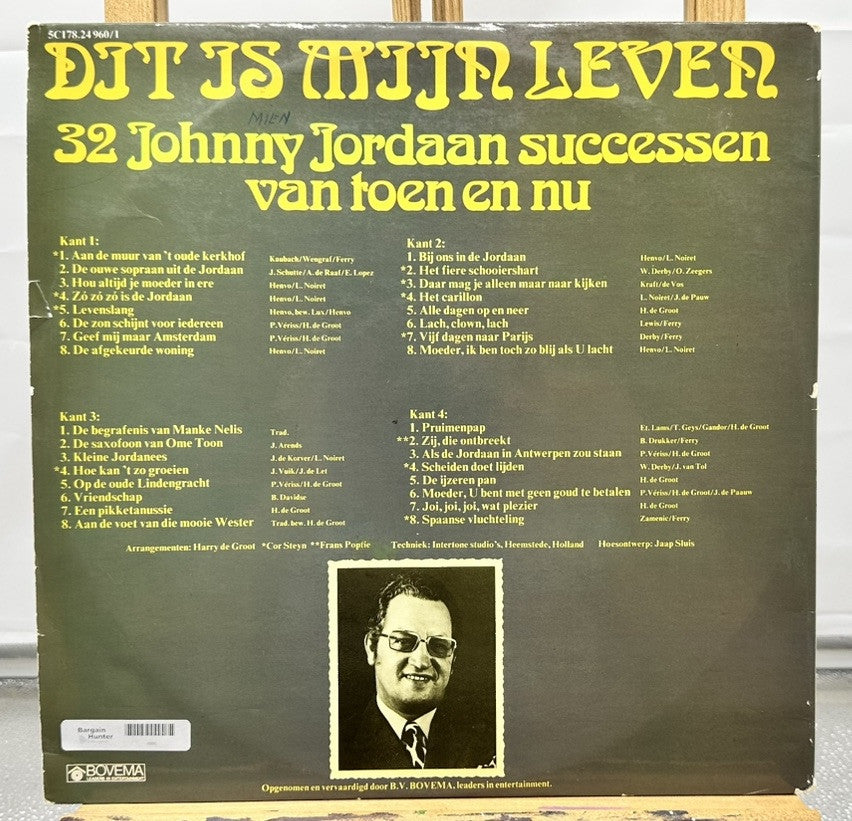 5C178.24 960/1
DIT IS MIJN LEVEN
MIEN
32 Johnny Jordaan successen
van toen en nu
Kant 1:
*1. Aan de muur van 't oude kerkhof Kaubach/Wengraf/Ferry
2. De ouwe sopraan uit de Jordaan J. Schutte/A. de Raaf/E. Lopez
3. Hou altijd je moeder in ere Henvo/L. Noiret
*4. Zó zó zó is de Jordaan Henvo/L. Noiret
*5. Levenslang Henvo, bew. Lux/Henvo
6. De zon schijnt voor iedereen P. Vériss/H. de Groot
7. Geef mij maar Amsterdam P. Vériss/H. de Groot
8. De afgekeurde woning Henvo/L. Noiret
Kant 2:
1. Bij ons in de Jordaan Henvo/L. Noiret
*2. Het fiere schooiershart W. Derby/O. Zeegers
*3. Daar mag je alleen maar naar kijken Kraft/de Vos
*4. Het carillon L. Noiret/J. de Pauw
5. Alle dagen op en neer H. de Groot
6. Lach, clown, lach Lewis/Ferry
*7. Vijf dagen naar Parijs Derby/Ferry
8. Moeder, ik ben toch zo blij als U lacht Henvo/L. Noiret
Kant 3:
1. De begrafenis van Manke Nelis Trad.
2. De saxofoon van Ome Toon J. Arends
3. Kleine Jordanees J. de Korver/L. Noiret
*4. Hoe kan 't zo groeien J. Vuik/J. de Let
5. Op de oude Lindengracht P. Vériss/H. de Groot
6. Vriendschap B. Davidse
7. Een pikketanussie H. de Groot
8. Aan de voet van die mooie Wester Trad. bew. H. de Groot
Kant 4:
1. Pruimenpap Ez. Lams/T. Geys/Gandor/H. de Groot
**2. Zij, die ontbreekt B. Drukker/Ferry
3. Als de Jordaan in Antwerpen zou staan P. Vériss/H. de Groot
*4. Scheiden doet lijden W. Derby/J. van Tol
5. De ijzeren pan H. de Groot
6. Moeder, U bent met geen goud te betalen P. Vériss/H. de Groot/J. de Paauw
7. Joi, joi, joi, wat plezier H. de Groot
*8. Spaanse vluchteling Zamenic/Ferry
Arrangementen: Harry de Groot *Cor Steyn **Frans Poptie Techniek: Intertone studio's, Heemstede, Holland Hoesontwerp: Jaap Sluis
Bargain
Hunter
BOVEMA
LEADERS IN ENTERTAINMENT
Opgenomen en vervaardigd door B.V. BOVEMA, leaders in entertainment.